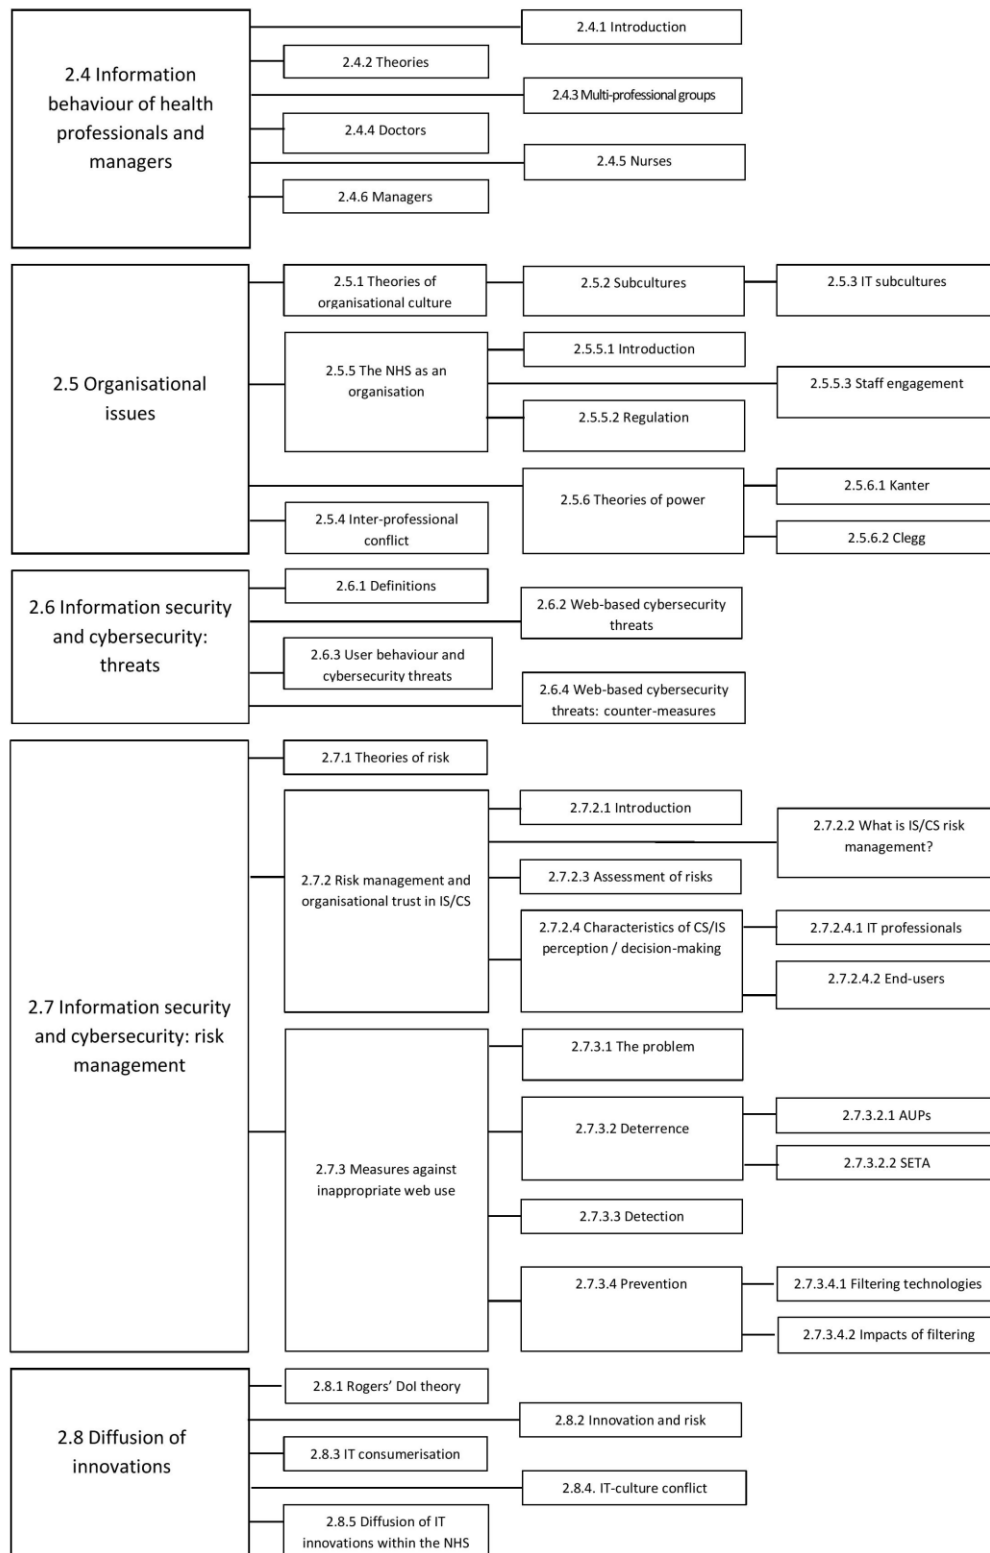 2.4 Information
behaviour of health
professionals and
managers
2.4.1 Introduction
2.4.2 Theories
2.4.3 Multi-professional groups
2.4.4 Doctors
2.4.5 Nurses
2.4.6 Managers
2.5 Organisational
issues
2.5.1 Theories of
organisational culture
2.5.2 Subcultures
2.5.3 IT subcultures
2.5.5 The NHS as an
organisation
2.5.5.1 Introduction
2.5.5.3 Staff engagement
2.5.5.2 Regulation
2.5.6 Theories of power
2.5.6.1 Kanter
2.5.6.2 Clegg
2.5.4 Inter-professional
conflict
2.6 Information security
and cybersecurity:
threats
2.6.1 Definitions
2.6.2 Web-based cybersecurity
threats
2.6.3 User behaviour and
cybersecurity threats
2.6.4 Web-based cybersecurity
threats: counter-measures
2.7 Information security
and cybersecurity: risk
management
2.7.1 Theories of risk
2.7.2 Risk management and
organisational trust in IS/CS
2.7.2.1 Introduction
2.7.2.2 What is IS/CS risk
management?
2.7.2.3 Assessment of risks
2.7.2.4 Characteristics of CS/IS
perception / decision-making
2.7.2.4.1 IT professionals
2.7.2.4.2 End-users
2.7.3 Measures against
inappropriate web use
2.7.3.1 The problem
2.7.3.2 Deterrence
2.7.3.2.1 AUPs
2.7.3.2.2 SETA
2.7.3.3 Detection
2.7.3.4 Prevention
2.7.3.4.1 Filtering technologies
2.7.3.4.2 Impacts of filtering
2.8 Diffusion of
innovations
2.8.1 Rogers' DoI theory
2.8.2 Innovation and risk
2.8.3 IT consumerisation
2.8.4. IT-culture conflict
2.8.5 Diffusion of IT
innovations within the NHS